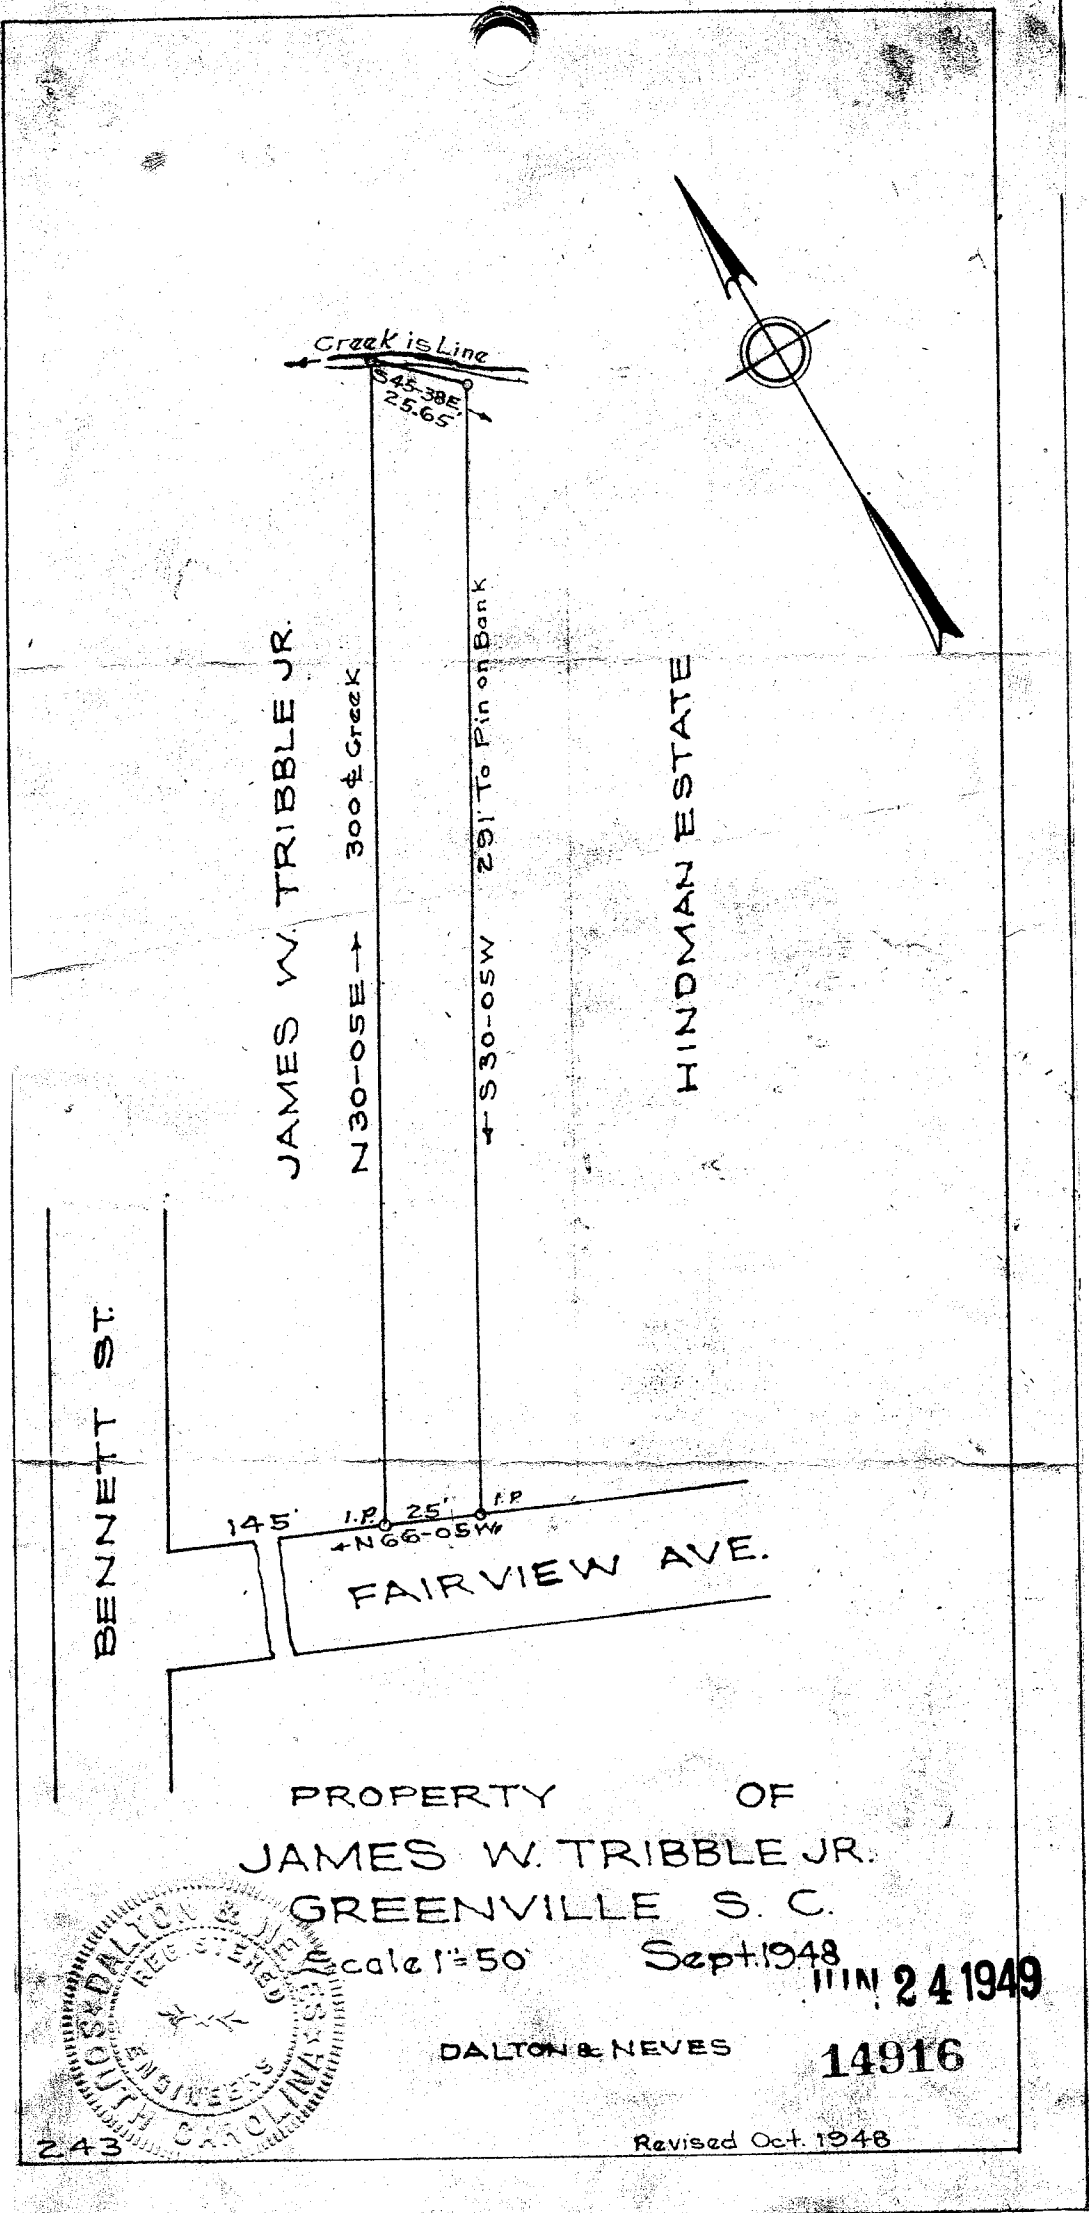 Creek is Line
S45-38E
25.65'
JAMES W. TRIBBLE JR.
N30-05E → 300 ⅊ Creek
← S30-05W 291' To Pin on Bank
HINDMAN ESTATE
BENNETT ST.
145' I.P. 25' I.P.
←N66-05W
FAIRVIEW AVE.
PROPERTY OF
JAMES W. TRIBBLE JR.
GREENVILLE S. C.
Scale 1"=50' Sept. 1948
JUN 24 1949
DALTON & NEVES
14916
DALTON & NEVES
SOUTH CAROLINA
REGISTERED
ENGINEERS
243
Revised Oct. 1948